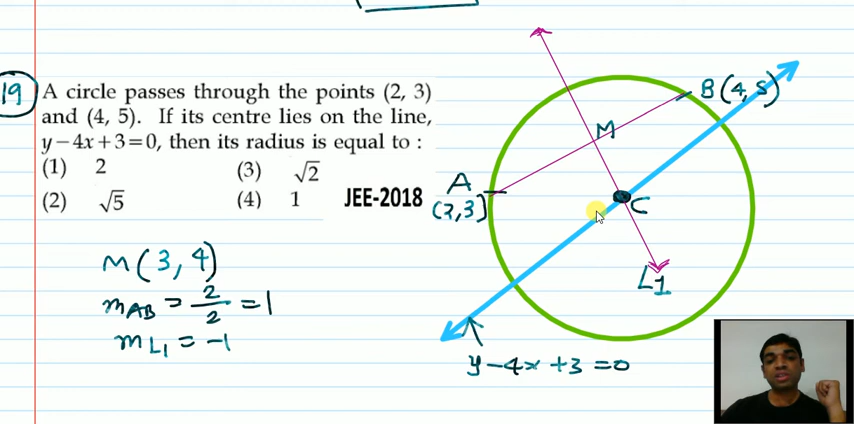 19
A circle passes through the points (2, 3)
and (4, 5). If its centre lies on the line,
y−4x+3=0, then its radius is equal to :
(1) 2 (3) √2
(2) √5 (4) 1 JEE-2018
M(3, 4)
mAB = 2/2 = 1
mL1 = -1
B(4, 5)
M
A
(2,3)
C
L1
y-4x+3=0